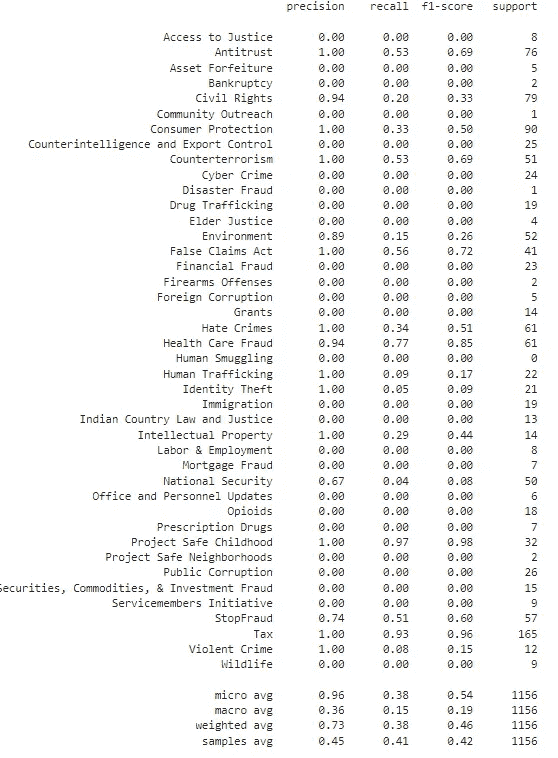 precision recall f1-score support
Access to Justice 0.00 0.00 0.00 8
Antitrust 1.00 0.53 0.69 76
Asset Forfeiture 0.00 0.00 0.00 5
Bankruptcy 0.00 0.00 0.00 2
Civil Rights 0.94 0.20 0.33 79
Community Outreach 0.00 0.00 0.00 1
Consumer Protection 1.00 0.33 0.50 90
Counterintelligence and Export Control 0.00 0.00 0.00 25
Counterterrorism 1.00 0.53 0.69 51
Cyber Crime 0.00 0.00 0.00 24
Disaster Fraud 0.00 0.00 0.00 1
Drug Trafficking 0.00 0.00 0.00 19
Elder Justice 0.00 0.00 0.00 4
Environment 0.89 0.15 0.26 52
False Claims Act 1.00 0.56 0.72 41
Financial Fraud 0.00 0.00 0.00 23
Firearms Offenses 0.00 0.00 0.00 2
Foreign Corruption 0.00 0.00 0.00 5
Grants 0.00 0.00 0.00 14
Hate Crimes 1.00 0.34 0.51 61
Health Care Fraud 0.94 0.77 0.85 61
Human Smuggling 0.00 0.00 0.00 0
Human Trafficking 1.00 0.09 0.17 22
Identity Theft 1.00 0.05 0.09 21
Immigration 0.00 0.00 0.00 19
Indian Country Law and Justice 0.00 0.00 0.00 13
Intellectual Property 1.00 0.29 0.44 14
Labor & Employment 0.00 0.00 0.00 8
Mortgage Fraud 0.00 0.00 0.00 7
National Security 0.67 0.04 0.08 50
Office and Personnel Updates 0.00 0.00 0.00 6
Opioids 0.00 0.00 0.00 18
Prescription Drugs 0.00 0.00 0.00 7
Project Safe Childhood 1.00 0.97 0.98 32
Project Safe Neighborhoods 0.00 0.00 0.00 2
Public Corruption 0.00 0.00 0.00 26
Securities, Commodities, & Investment Fraud 0.00 0.00 0.00 15
Servicemembers Initiative 0.00 0.00 0.00 9
StopFraud 0.74 0.51 0.60 57
Tax 1.00 0.93 0.96 165
Violent Crime 1.00 0.08 0.15 12
Wildlife 0.00 0.00 0.00 9
micro avg 0.96 0.38 0.54 1156
macro avg 0.36 0.15 0.19 1156
weighted avg 0.73 0.38 0.46 1156
samples avg 0.45 0.41 0.42 1156